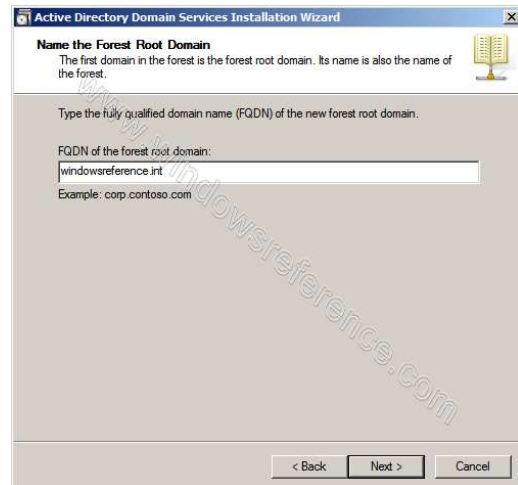 Active Directory Domain Services Installation Wizard
Name the Forest Root Domain
The first domain in the forest is the forest root domain. Its name is also the name of
the forest.
Type the fully qualified domain name (FQDN) of the new forest root domain.
FQDN of the forest root domain:
windowsreference.int
Example: corp.contoso.com
www.windowsreference.com
< Back
Next >
Cancel